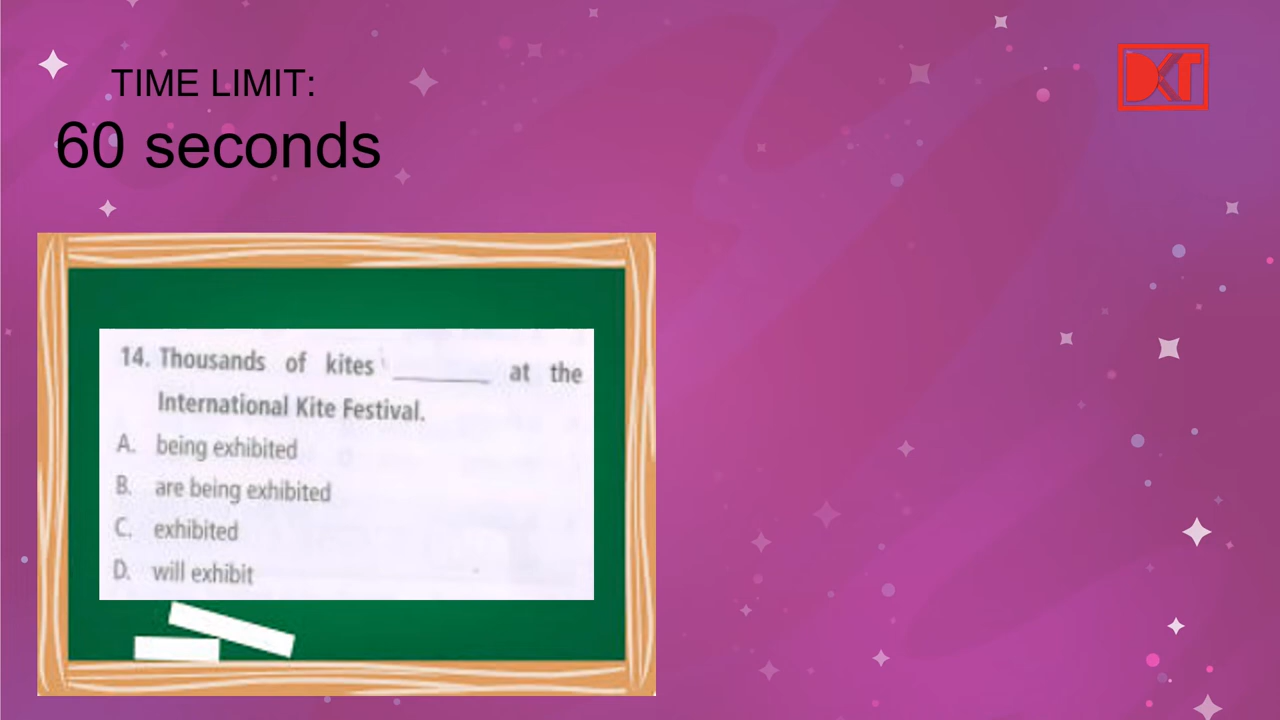 TIME LIMIT:
60 seconds
DKT
14. Thousands of kites ________ at the
International Kite Festival.
A. being exhibited
B. are being exhibited
C. exhibited
D. will exhibit